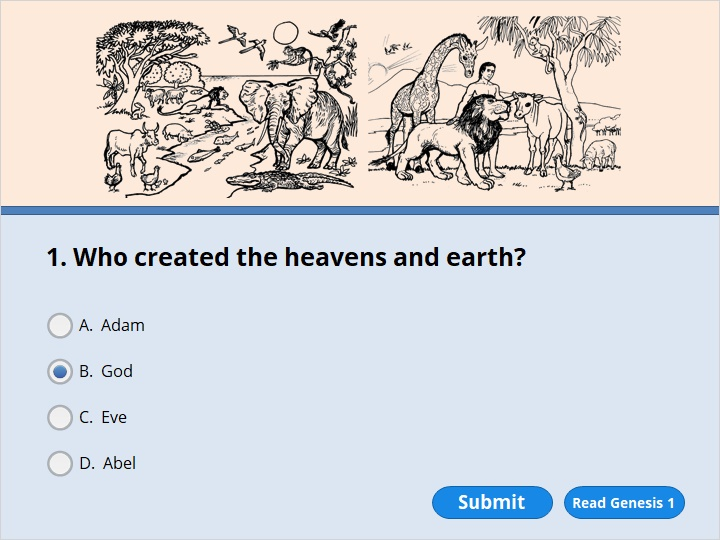 1. Who created the heavens and earth?
A. Adam
B. God
C. Eve
D. Abel
Submit
Read Genesis 1